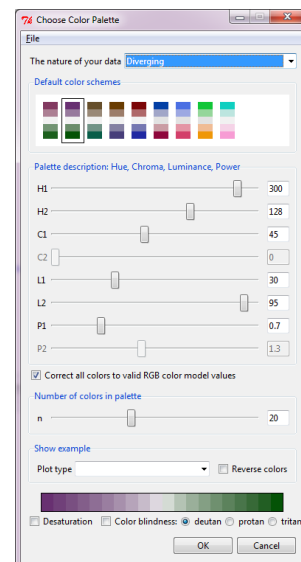 Choose Color Palette
File
The nature of your data Diverging
Default color schemes
Palette description: Hue, Chroma, Luminance, Power
H1 300
H2 128
C1 45
C2 0
L1 30
L2 95
P1 0.7
P2 1.3
Correct all colors to valid RGB color model values
Number of colors in palette
n 20
Show example
Plot type Reverse colors
Desaturation Color blindness: deutan protan tritan
OK Cancel